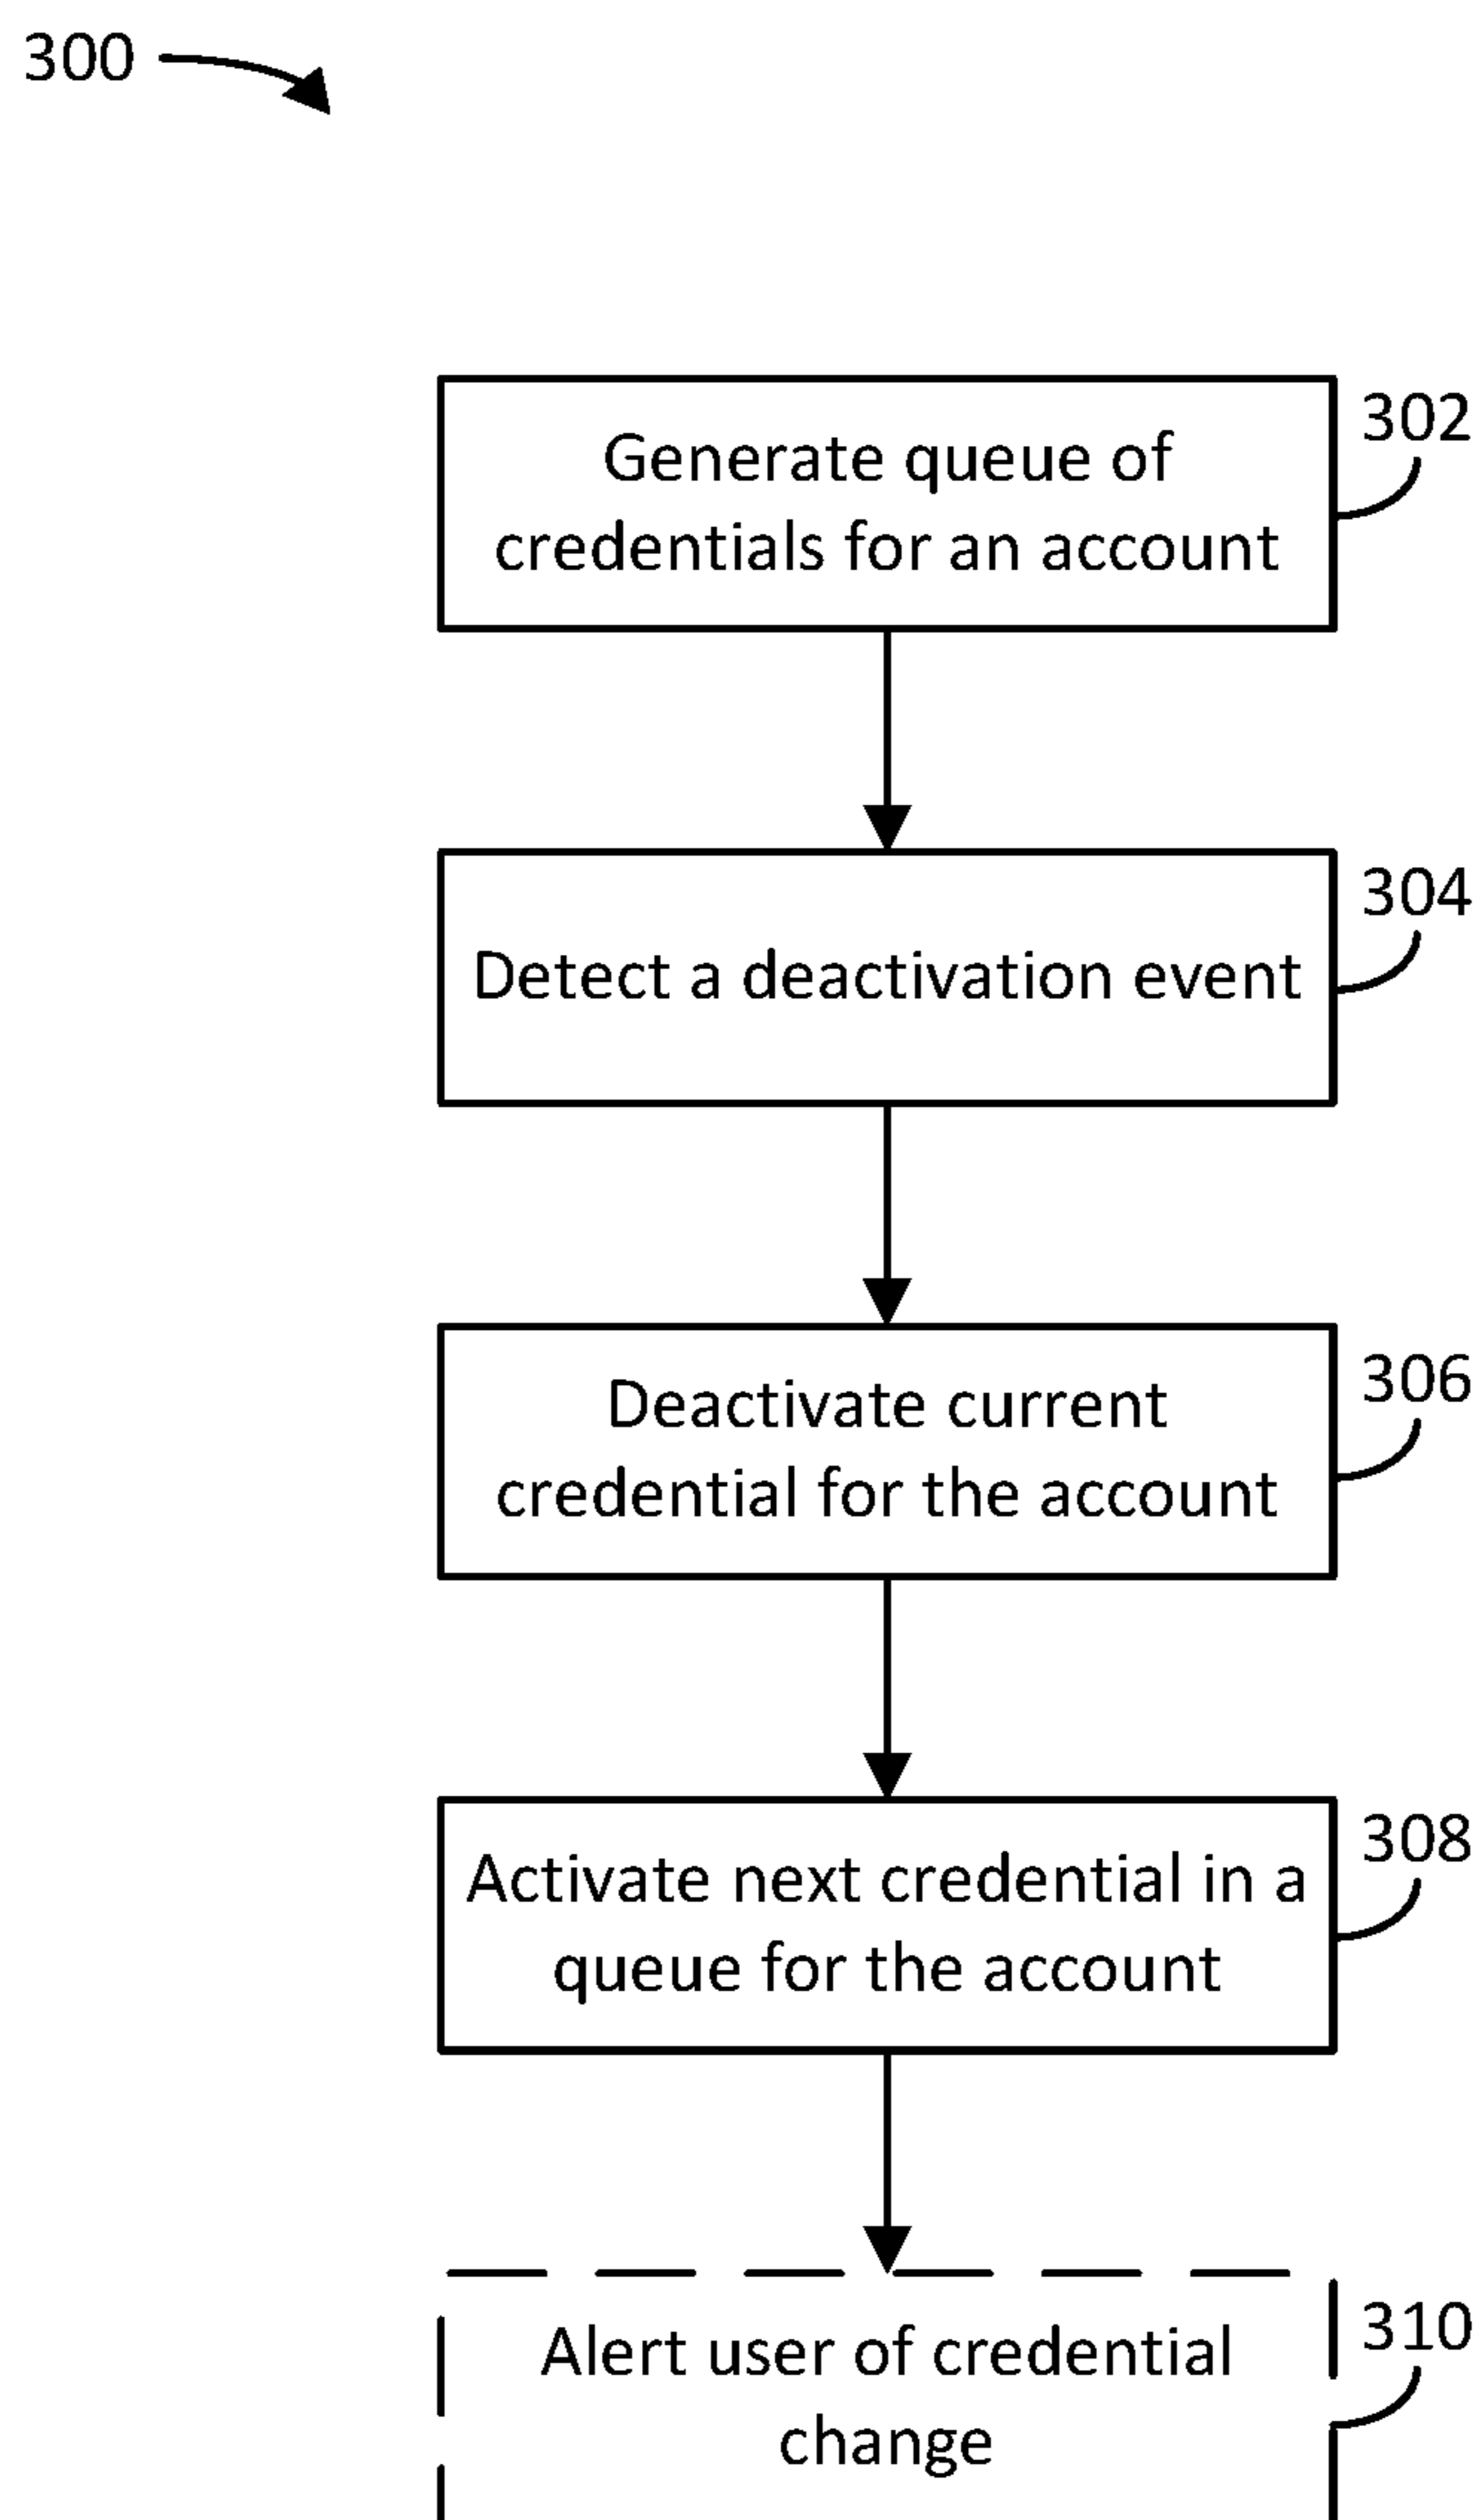 300
302
Generate queue of
credentials for an account
304
Detect a deactivation event
306
Deactivate current
credential for the account
308
Activate next credential in a
queue for the account
310
Alert user of credential
change